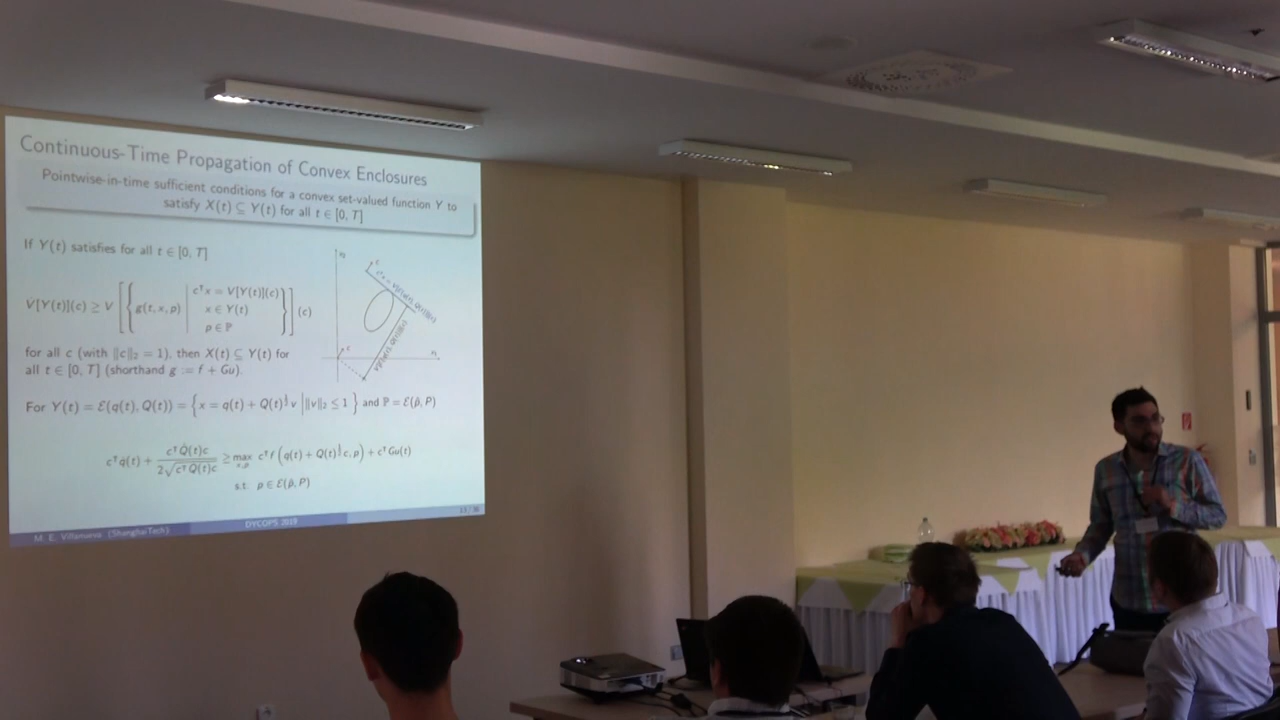 Continuous-Time Propagation of Convex Enclosures
Pointwise-in-time sufficient conditions for a convex set-valued function Y to
satisfy X(t) ⊆ Y(t) for all t ∈ [0, T]
If Y(t) satisfies for all t ∈ [0, T]
V[Y(t)](c) ≥ V [{ g(t, x, p) | cᵀx = V[Y(t)](c)
x ∈ Y(t)
p ∈ ℙ }] (c)
for all c (with ‖c‖₂ = 1), then X(t) ⊆ Y(t) for
all t ∈ [0, T] (shorthand g := f + Gu).
For Y(t) = ℰ(q(t), Q(t)) = { x = q(t) + Q(t)^½ v | ‖v‖₂ ≤ 1 } and ℙ = ℰ(p̂, P)
cᵀq̇(t) + cᵀQ̇(t)c / 2√cᵀQ(t)c ≥ max x,p cᵀf (q(t) + Q(t)^½ c, p) + cᵀGu(t)
s.t. p ∈ ℰ(p̂, P)
M. E. Villanueva (ShanghaiTech) DYCOPS 2019